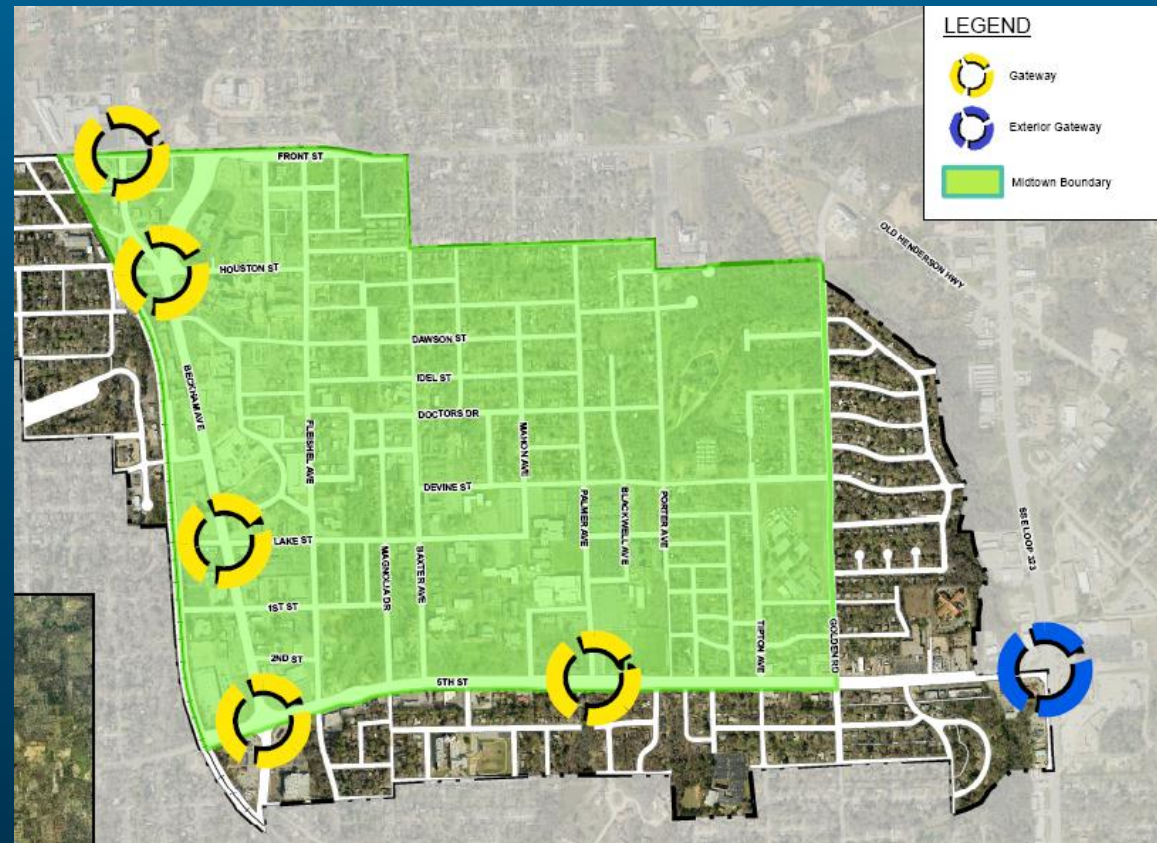 LEGEND
Gateway
Exterior Gateway
Midtown Boundary
FRONT ST
OLD HENDERSON HWY
HOUSTON ST
DAWSON ST
BECKHAM AVE
IDEL ST
DOCTORS DR
FLEISHEL AVE
MAHON AVE
DEVINE ST
PALMER AVE
BLACKWELL AVE
PORTER AVE
SSE LOOP 323
LAKE ST
MAGNOLIA DR
BAXTER AVE
1ST ST
TIPTON AVE
GOLDEN RD
2ND ST
5TH ST